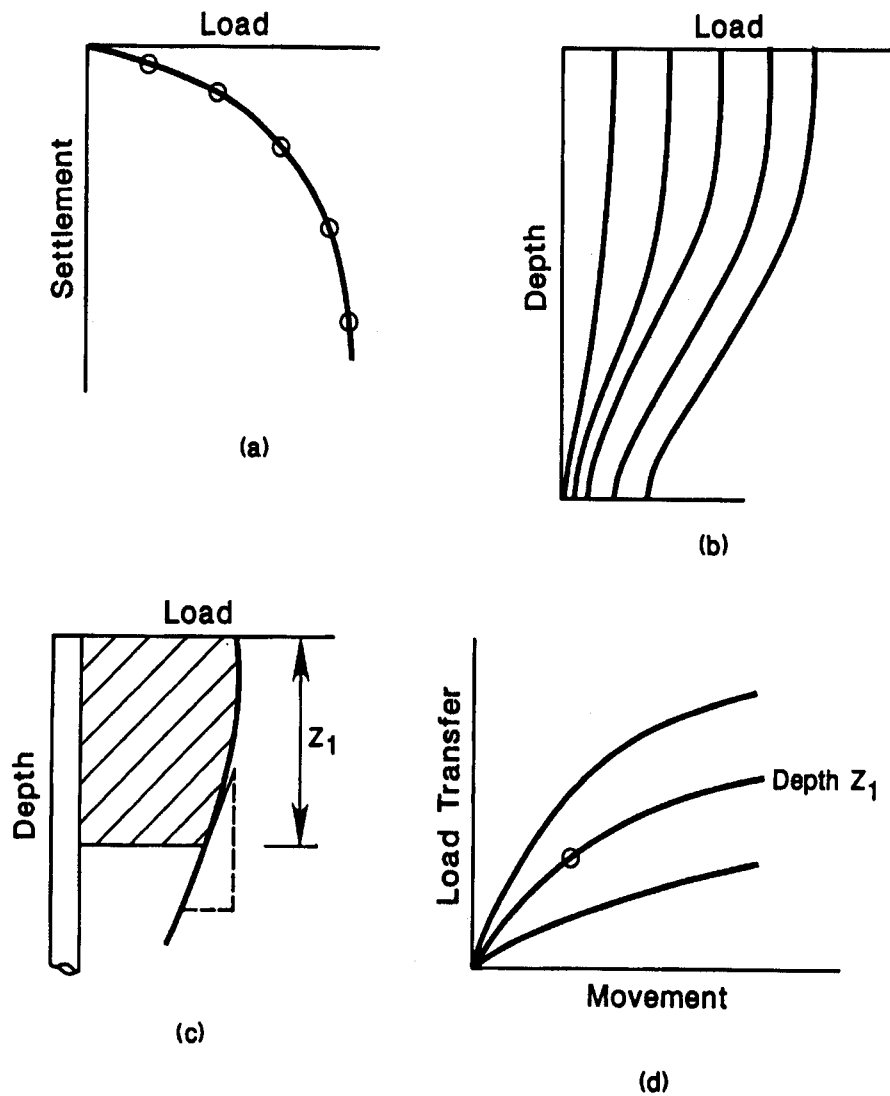 Load
Settlement
(a)
Load
Depth
(b)
Load
Depth
Z1
(c)
Load Transfer
Depth Z1
Movement
(d)